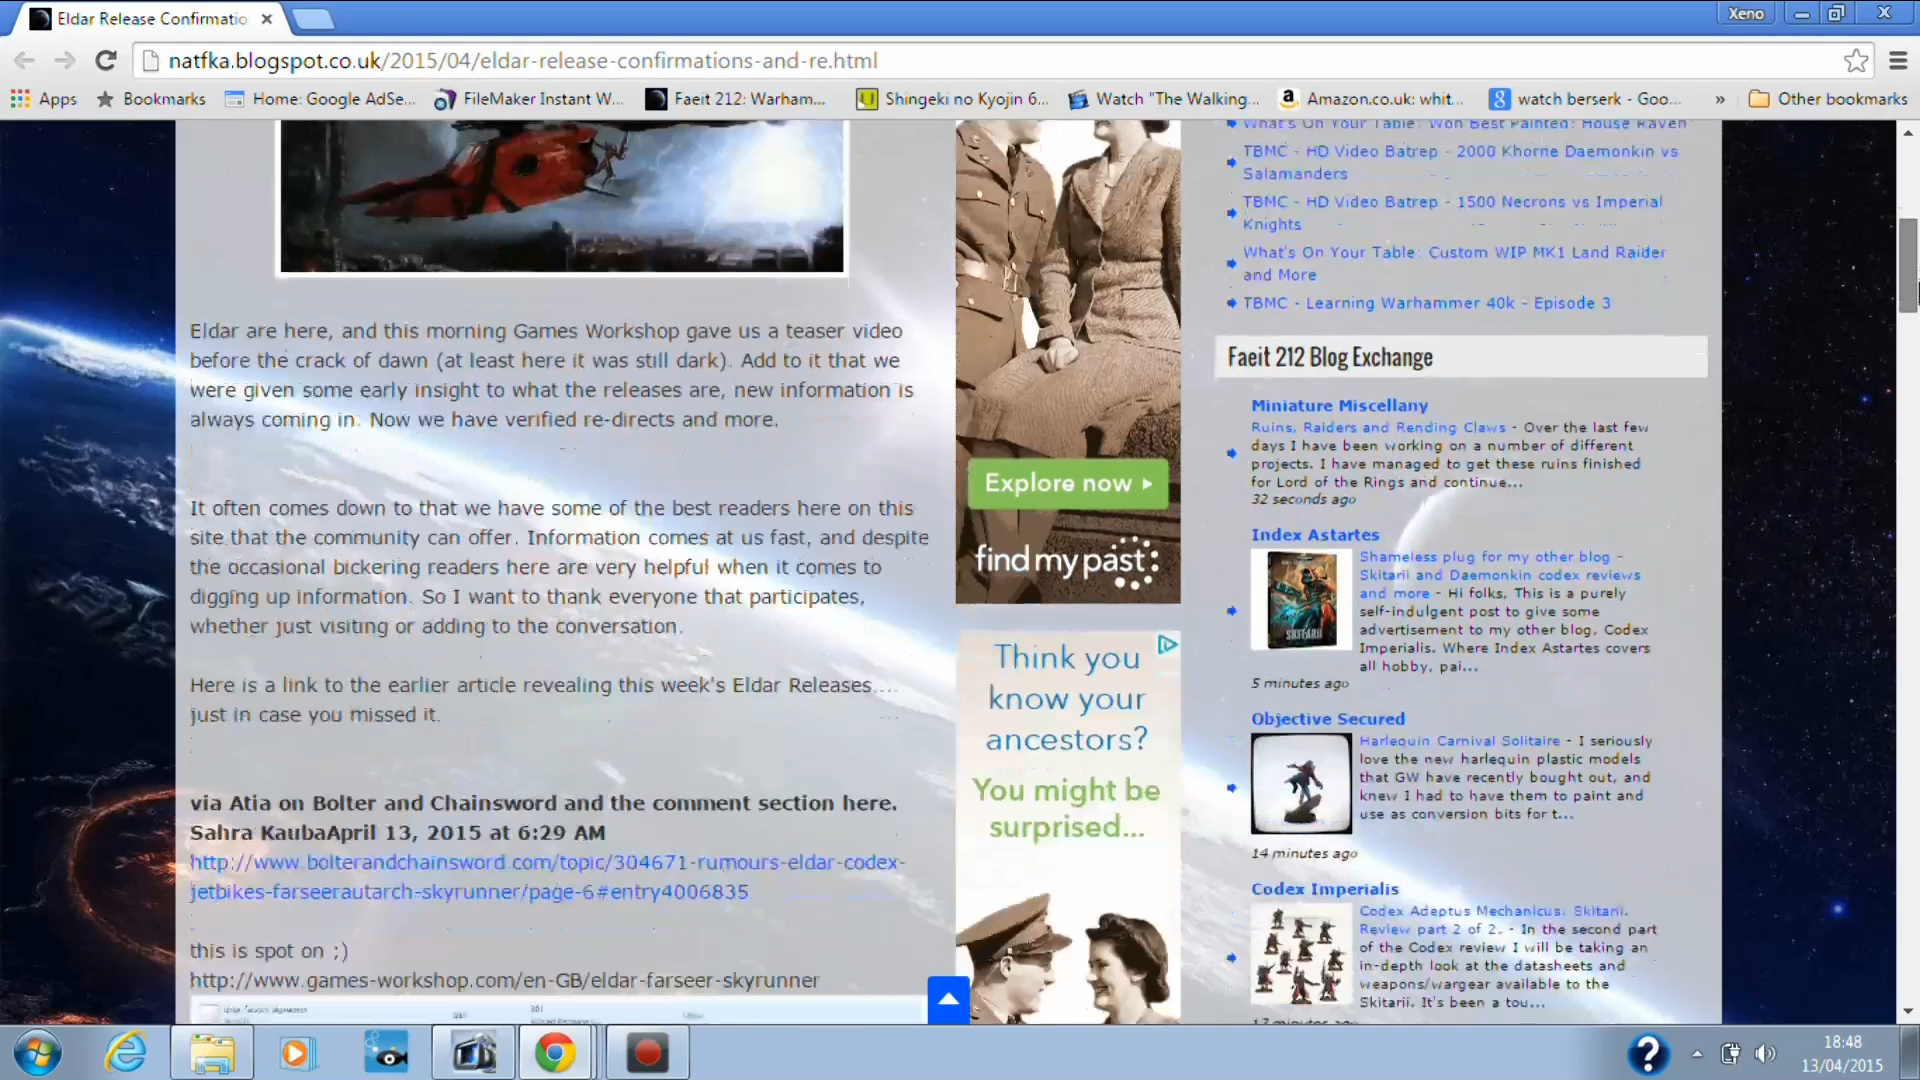 Eldar Release Confirmatio
Xeno
natfka.blogspot.co.uk/2015/04/eldar-release-confirmations-and-re.html
Apps
Bookmarks
Home: Google AdSe...
FileMaker Instant W...
Faeit 212: Warham...
Shingeki no Kyojin 6...
Watch "The Walking...
Amazon.co.uk: whit...
watch berserk - Goo...
»
Other bookmarks
Eldar are here, and this morning Games Workshop gave us a teaser video
before the crack of dawn (at least here it was still dark). Add to it that we
were given some early insight to what the releases are, new information is
always coming in. Now we have verified re-directs and more.
It often comes down to that we have some of the best readers here on this
site that the community can offer. Information comes at us fast, and despite
the occasional bickering readers here are very helpful when it comes to
digging up information. So I want to thank everyone that participates,
whether just visiting or adding to the conversation.
Here is a link to the earlier article revealing this week's Eldar Releases....
just in case you missed it.
via Atia on Bolter and Chainsword and the comment section here.
Sahra KaubaApril 13, 2015 at 6:29 AM
http://www.bolterandchainsword.com/topic/304671-rumours-eldar-codex-
jetbikes-farseerautarch-skyrunner/page-6#entry4006835
this is spot on ;)
http://www.games-workshop.com/en-GB/eldar-farseer-skyrunner
Explore now
find my past
Think you
know your
ancestors?
You might be
surprised...
What's On Your Table: Won Best Painted: House Raven
TBMC - HD Video Batrep - 2000 Khorne Daemonkin vs
Salamanders
TBMC - HD Video Batrep - 1500 Necrons vs Imperial
Knights
What's On Your Table: Custom WIP MK1 Land Raider
and More
TBMC - Learning Warhammer 40k - Episode 3
Faeit 212 Blog Exchange
Miniature Miscellany
Ruins, Raiders and Rending Claws - Over the last few
days I have been working on a number of different
projects. I have managed to get these ruins finished
for Lord of the Rings and continue...
32 seconds ago
Index Astartes
SKITARII
Shameless plug for my other blog -
Skitarii and Daemonkin codex reviews
and more - Hi folks, This is a purely
self-indulgent post to give some
advertisement to my other blog, Codex
Imperialis. Where Index Astartes covers
all hobby, pai...
5 minutes ago
Objective Secured
Harlequin Carnival Solitaire - I seriously
love the new harlequin plastic models
that GW have recently bought out, and
knew I had to have them to paint and
use as conversion bits for t...
14 minutes ago
Codex Imperialis
Codex Adeptus Mechanicus: Skitarii.
Review part 2 of 2. - In the second part
of the Codex review I will be taking an
in-depth look at the datasheets and
weapons/wargear available to the
Skitarii. It's been a tou...
17 minutes ago
18:48
13/04/2015